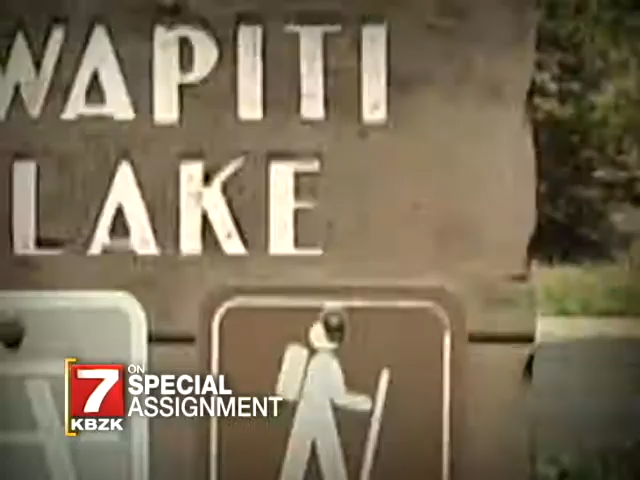 WAPITI
LAKE
7
KBZK
ON
SPECIAL
ASSIGNMENT